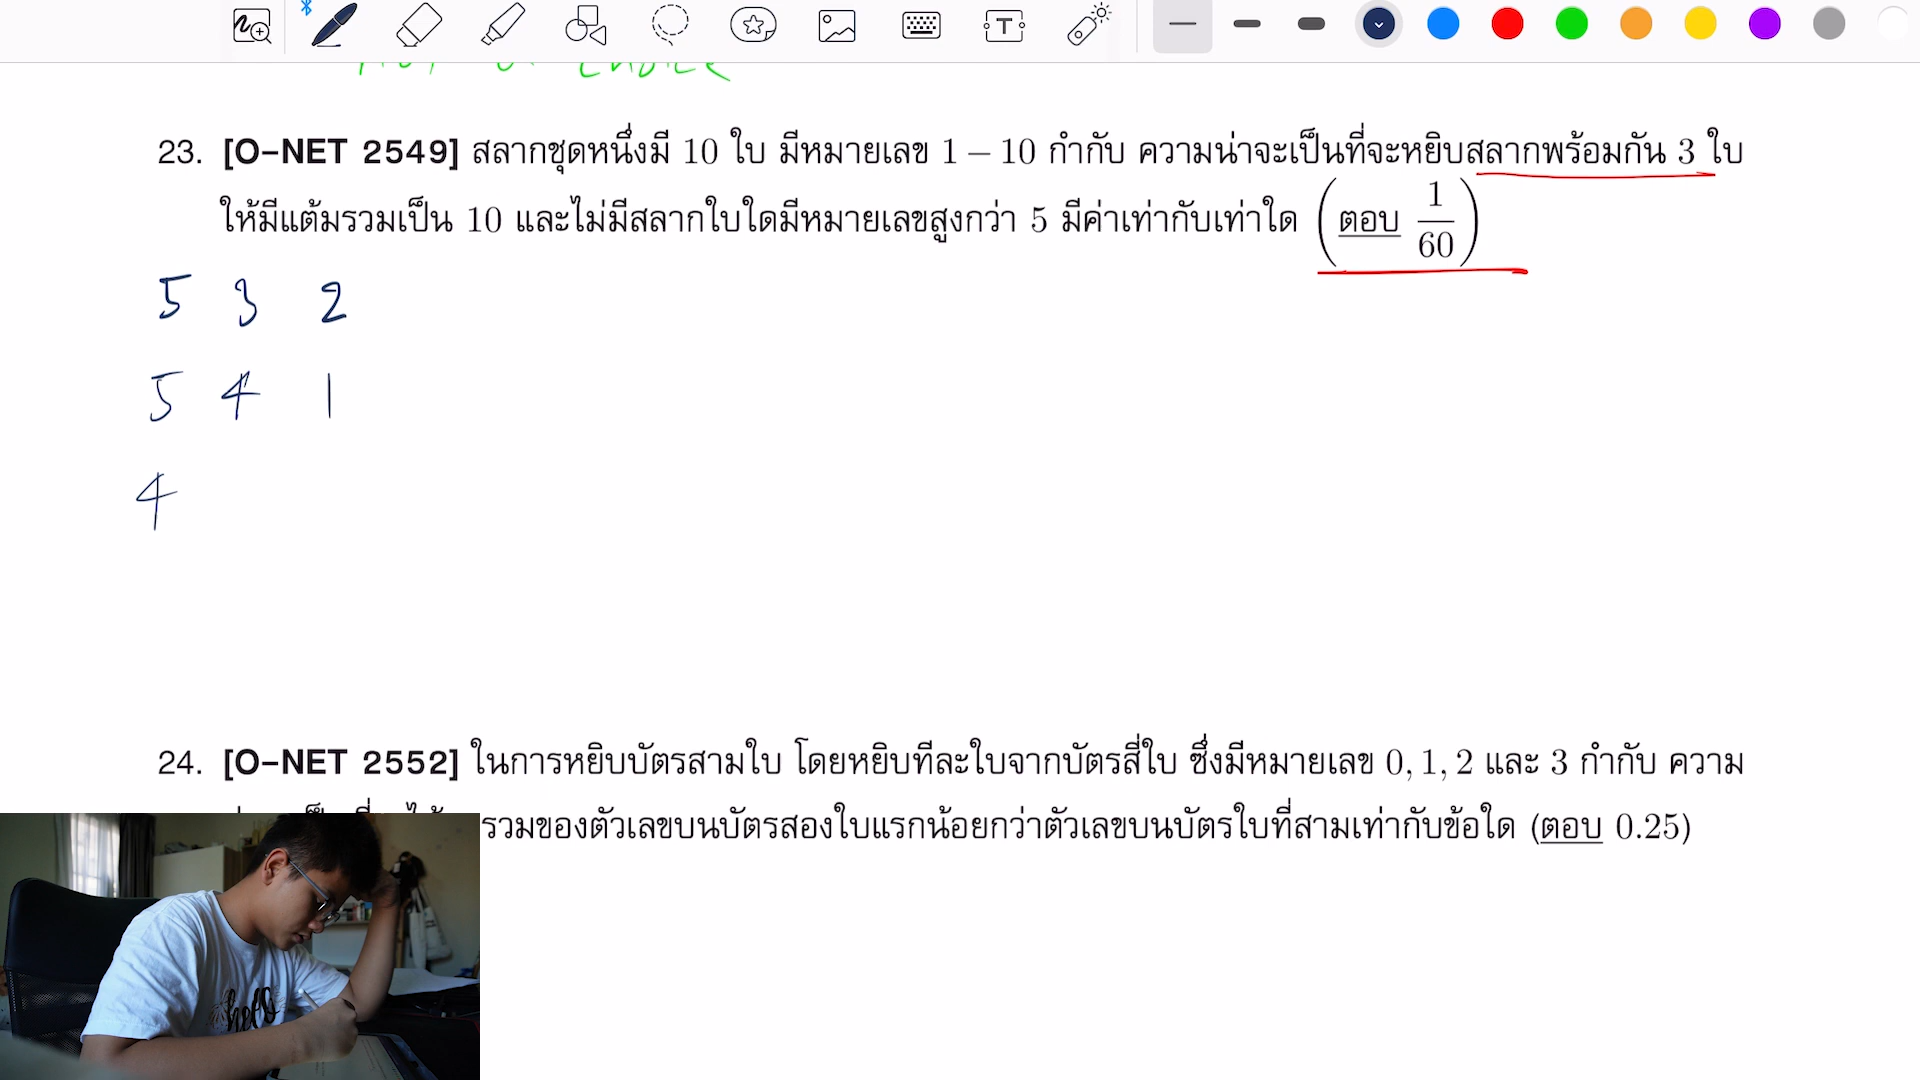 choice
23. [O-NET 2549] สลากชุดหนึ่งมี 10 ใบ มีหมายเลข 1 – 10 กำกับ ความน่าจะเป็นที่จะหยิบสลากพร้อมกัน 3 ใบ
ให้มีแต้มรวมเป็น 10 และไม่มีสลากใบใดมีหมายเลขสูงกว่า 5 มีค่าเท่ากับเท่าใด (ตอบ 1/60)
5 3 2
5 4 1
4
24. [O-NET 2552] ในการหยิบบัตรสามใบ โดยหยิบทีละใบจากบัตรสี่ใบ ซึ่งมีหมายเลข 0, 1, 2 และ 3 กำกับ ความ
รวมของตัวเลขบนบัตรสองใบแรกน้อยกว่าตัวเลขบนบัตรใบที่สามเท่ากับข้อใด (ตอบ 0.25)
hello